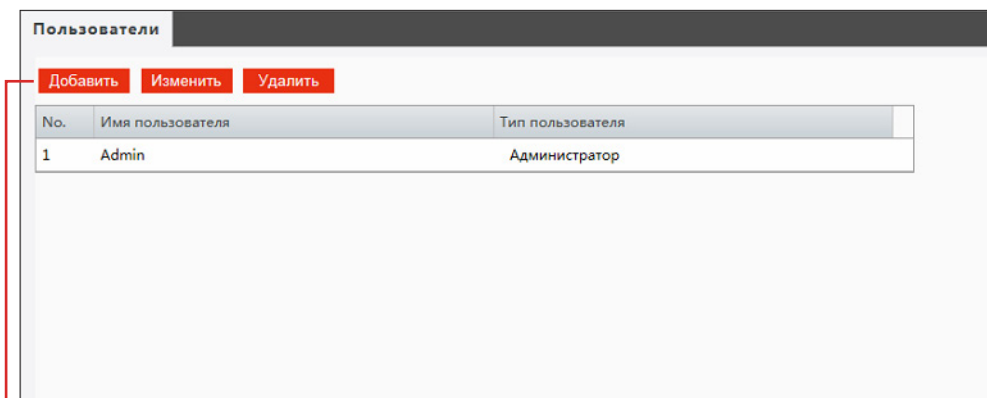 Пользователи
Добавить Изменить Удалить
No. Имя пользователя Тип пользователя
1 Admin Администратор